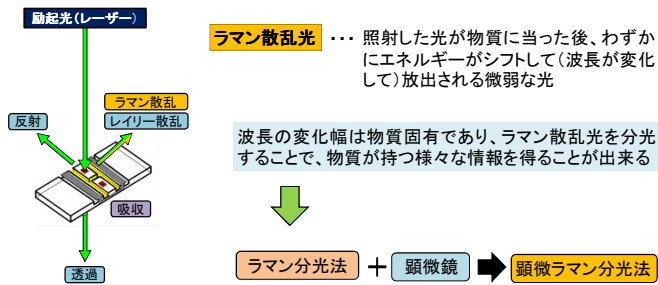 励起光(レーザー)
ラマン散乱
レイリー散乱
反射
吸収
透過
ラマン散乱光 ・・・ 照射した光が物質に当った後、わずか
にエネルギーがシフトして(波長が変化
して)放出される微弱な光
波長の変化幅は物質固有であり、ラマン散乱光を分光
することで、物質が持つ様々な情報を得ることが出来る
ラマン分光法 + 顕微鏡 顕微ラマン分光法